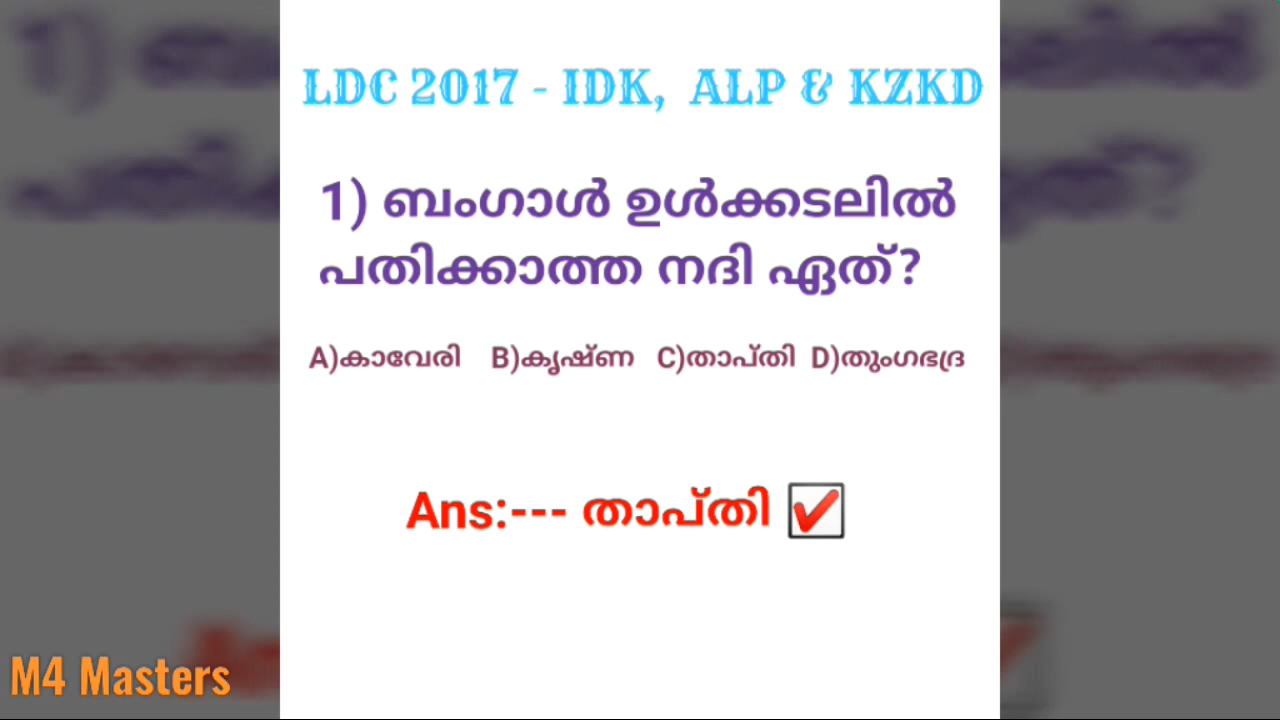 LDC 2017 - IDK, ALP & KZKD
1) ബംഗാൾ ഉൾക്കടലിൽ
പതിക്കാത്ത നദി ഏത്?
A)കാവേരി B)കൃഷ്ണ C)താപ്തി D)തുംഗഭദ്ര
Ans:--- താപ്തി
M4 Masters